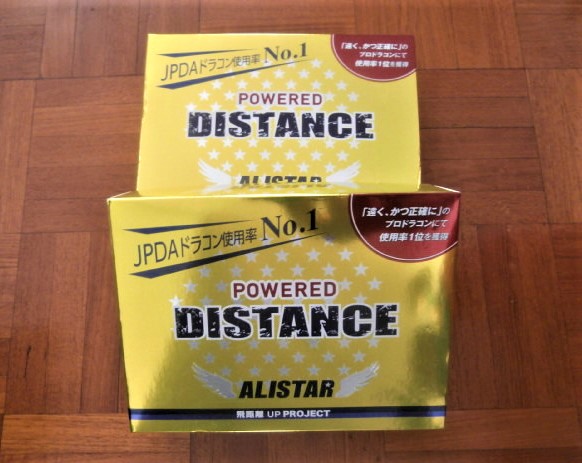 JPDAドラコン使用率 No.1
「遠く、かつ正確に」の
プロドラコンにて
使用率1位を獲得
POWERED
DISTANCE
ALISTAR
JPDAドラコン使用率 No.1
「遠く、かつ正確に」の
プロドラコンにて
使用率1位を獲得
POWERED
DISTANCE
ALISTAR
飛距離 UP PROJECT